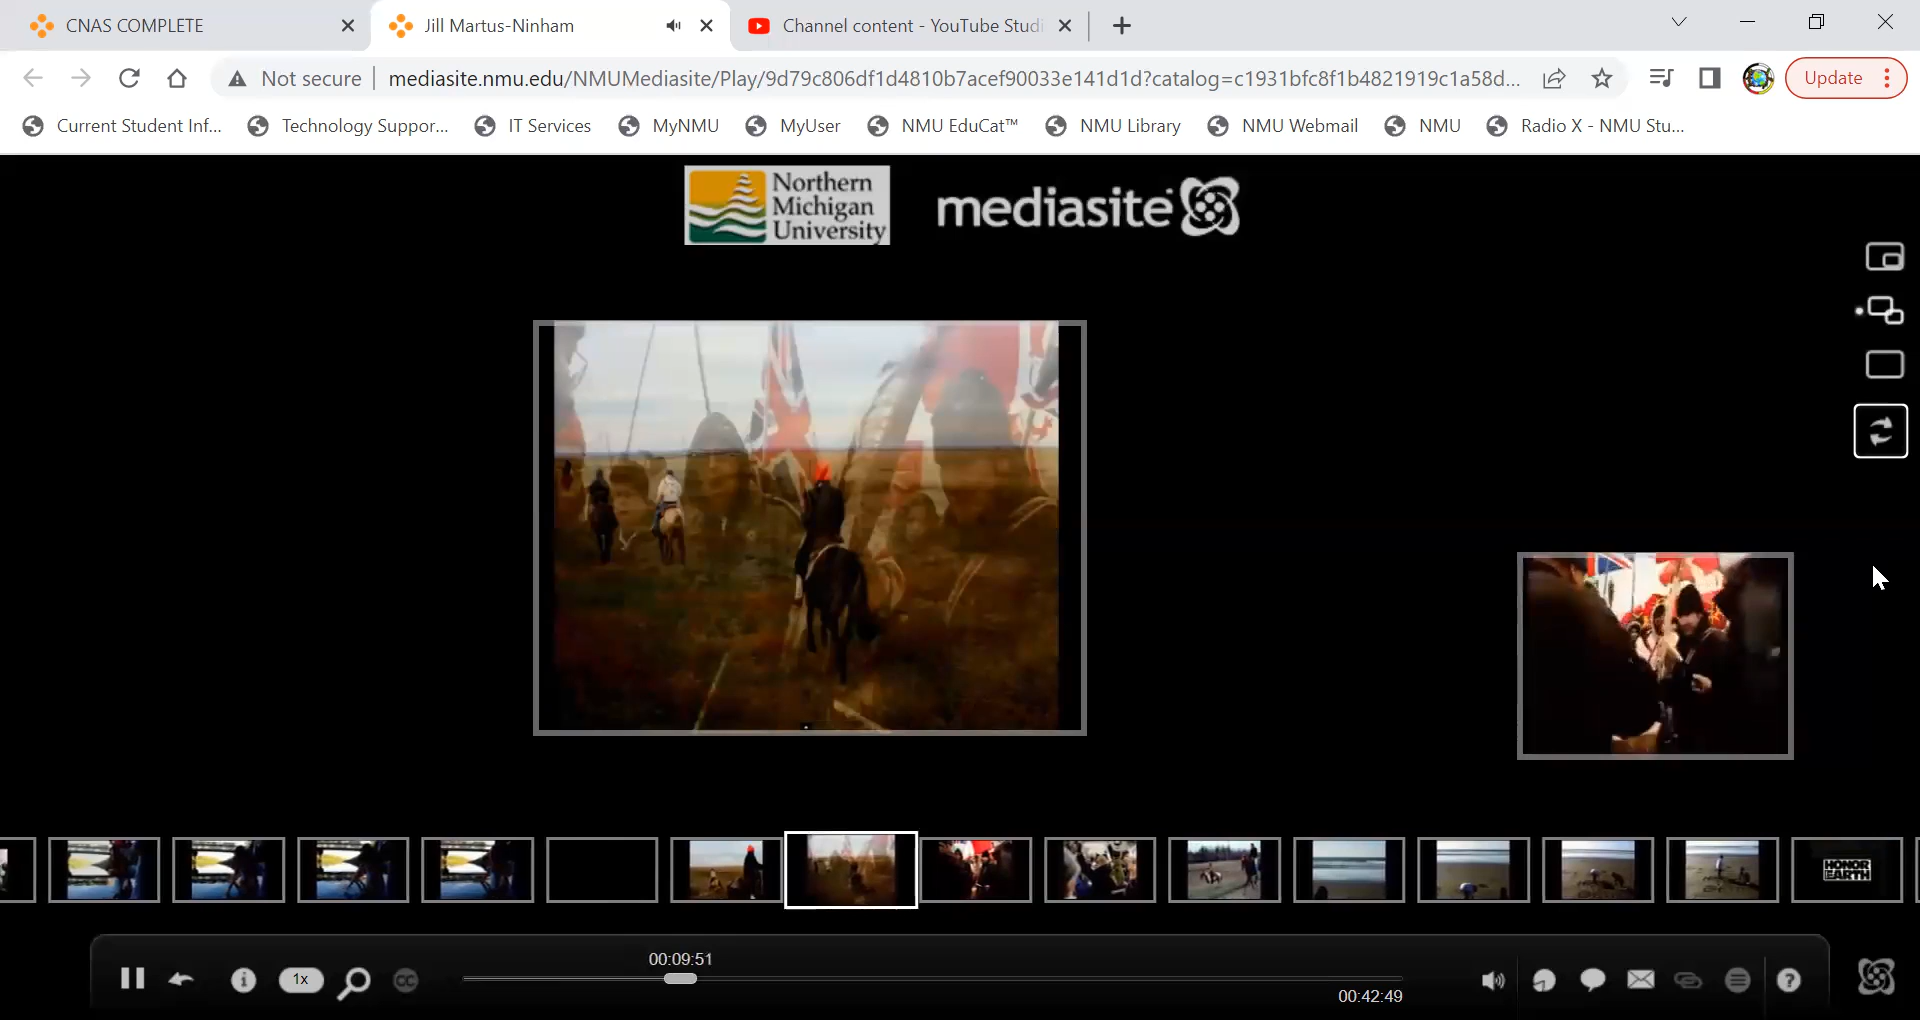 CNAS COMPLETE
Jill Martus-Ninham
Channel content - YouTube Studi
Not secure
mediasite.nmu.edu/NMUMediasite/Play/9d79c806df1d4810b7acef90033e141d1d?catalog=c1931bfc8f1b4821919c1a58d...
Update
Current Student Inf...
Technology Suppor...
IT Services
MyNMU
MyUser
NMU EduCat™
NMU Library
NMU Webmail
NMU
Radio X - NMU Stu...
Northern
Michigan
University
mediasite
HONOR
EARTH
00:09:51
1x
CC
00:42:49